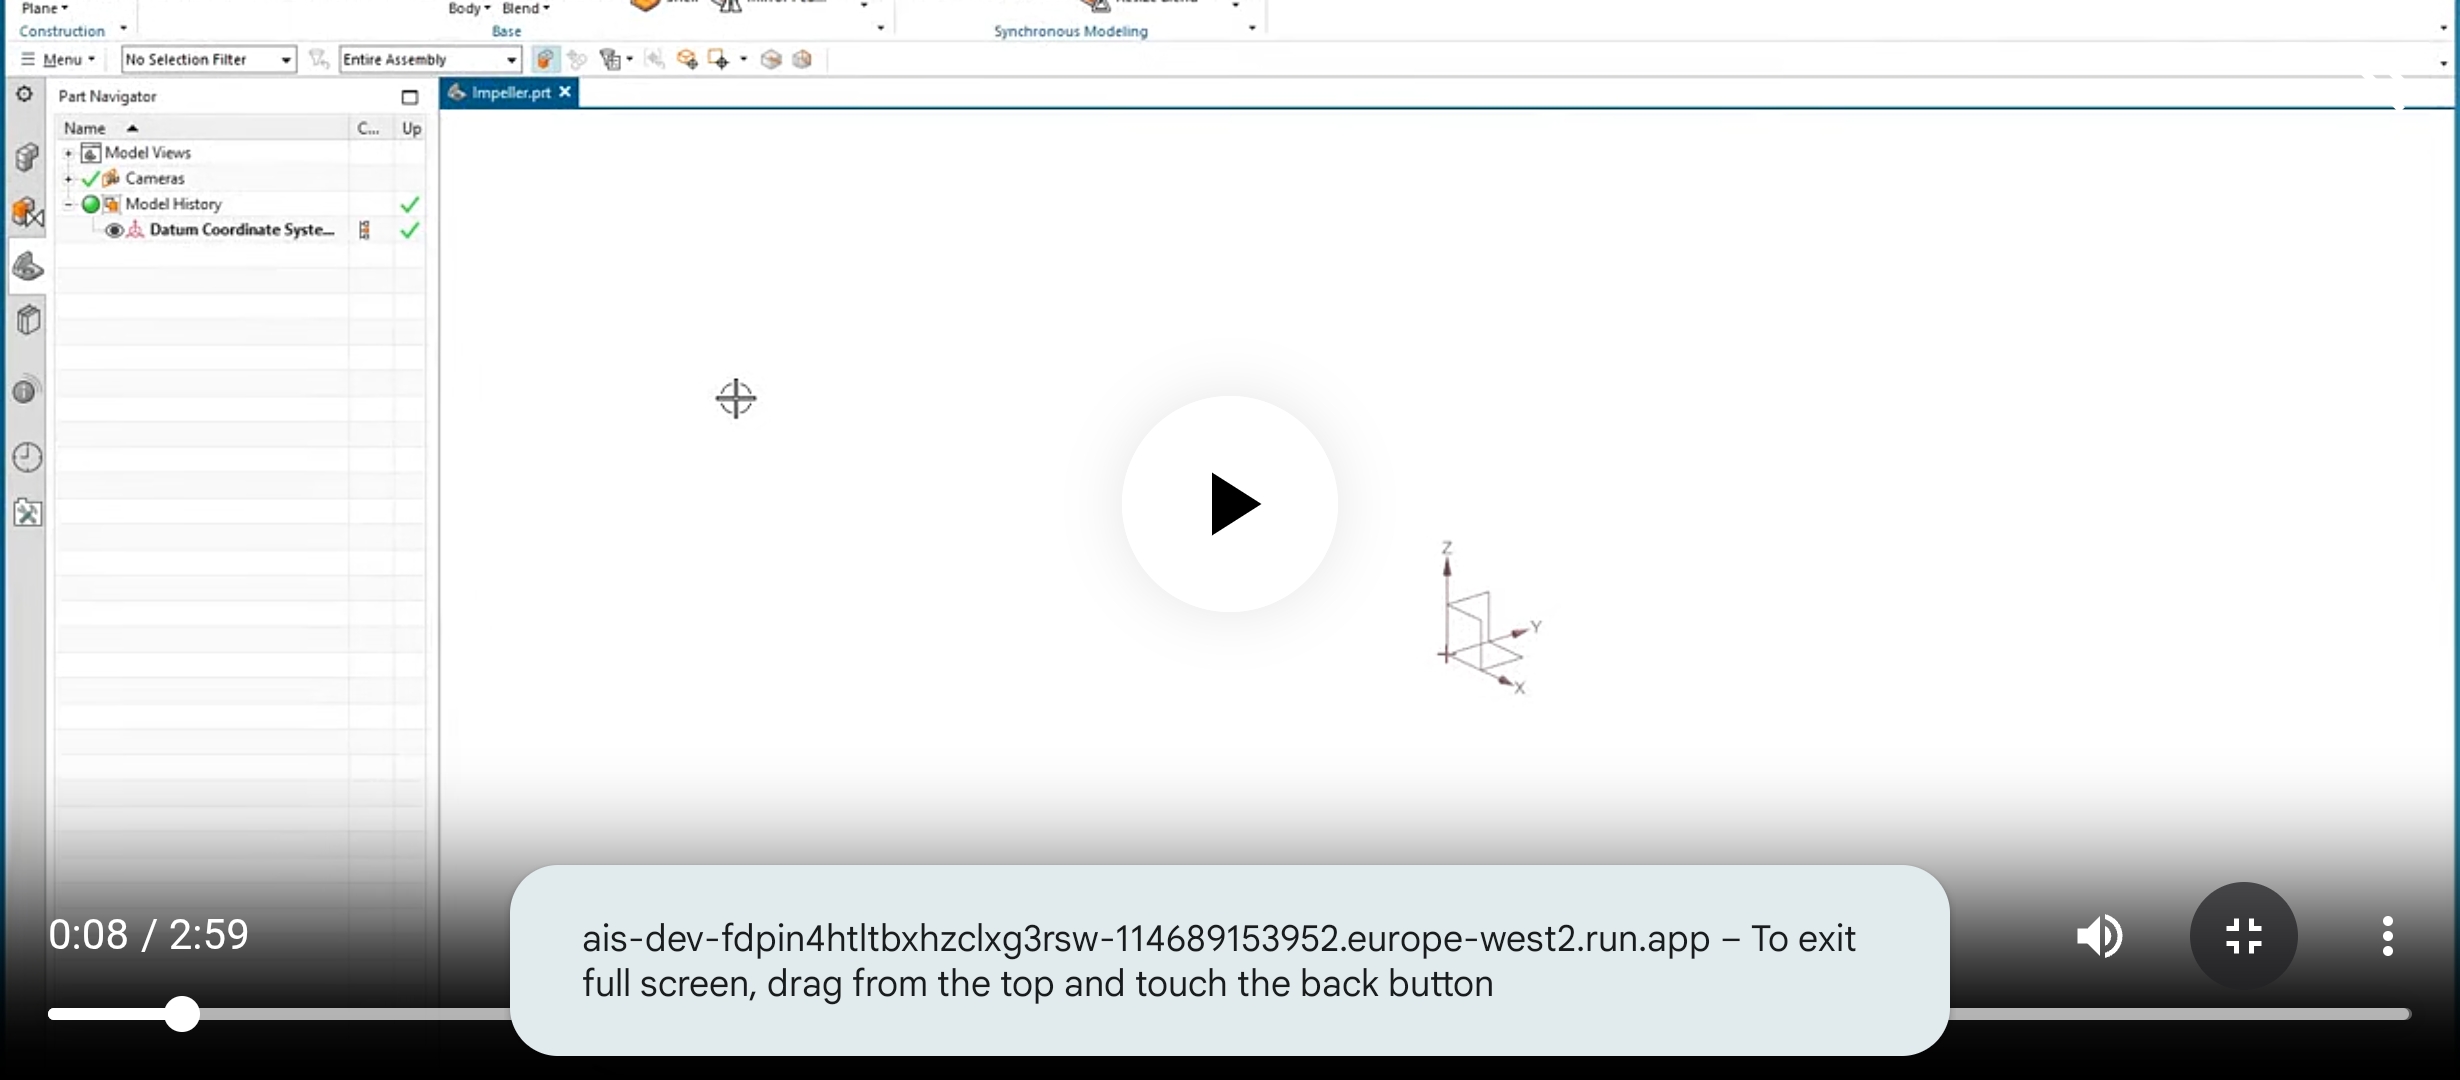 Plane
Body Blend
Construction Base Synchronous Modeling
Menu No Selection Filter Entire Assembly
Part Navigator Impeller.prt
Name C... Up
Model Views
Cameras
Model History
Datum Coordinate Syste...
Z
Y
X
0:08 / 2:59
ais-dev-fdpin4htltbxhzclxg3rsw-114689153952.europe-west2.run.app – To exit
full screen, drag from the top and touch the back button